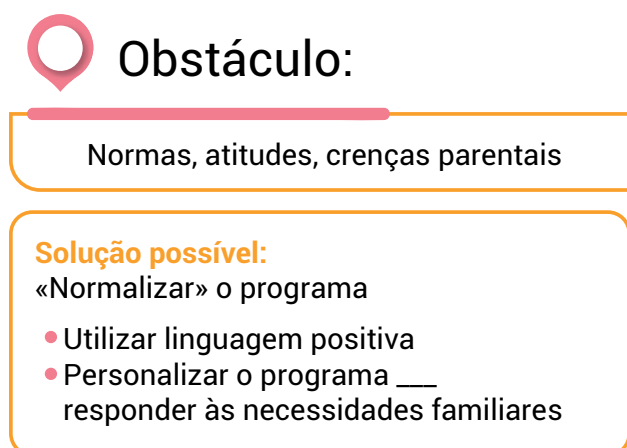 Obstáculo:
Normas, atitudes, crenças parentais
Solução possível:
«Normalizar» o programa
Utilizar linguagem positiva
Personalizar o programa ___
responder às necessidades familiares